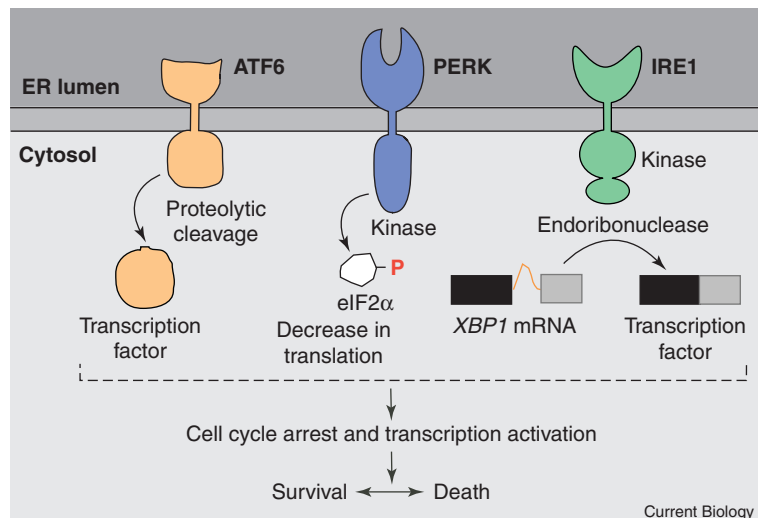 ATF6
PERK
IRE1
ER lumen
Cytosol
Kinase
Proteolytic
cleavage
Kinase
Endoribonuclease
P
eIF2α
Transcription
factor
Decrease in
translation
XBP1 mRNA
Transcription
factor
Cell cycle arrest and transcription activation
Survival
Death
Current Biology